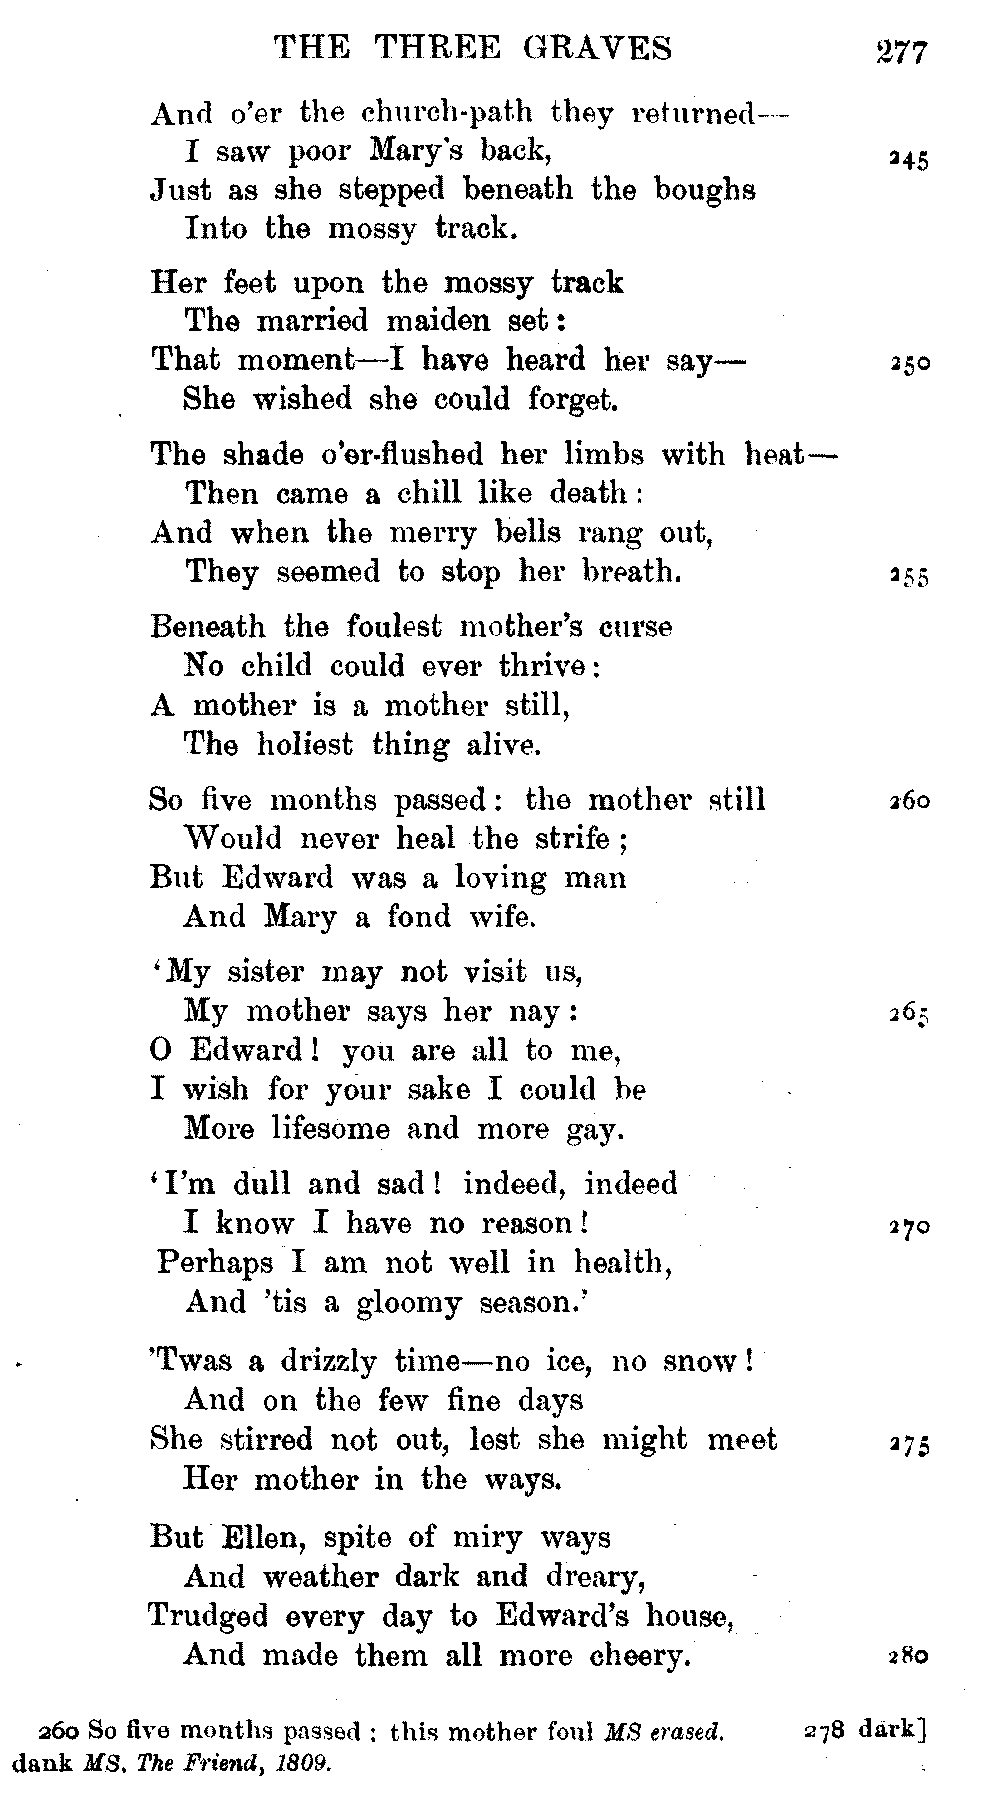 THE THREE GRAVES 277
And o'er the church-path they returned—
I saw poor Mary's back, 245
Just as she stepped beneath the boughs
Into the mossy track.
Her feet upon the mossy track
The married maiden set:
That moment—I have heard her say— 250
She wished she could forget.
The shade o'er-flushed her limbs with heat—
Then came a chill like death:
And when the merry bells rang out,
They seemed to stop her breath. 255
Beneath the foulest mother's curse
No child could ever thrive:
A mother is a mother still,
The holiest thing alive.
So five months passed: the mother still 260
Would never heal the strife;
But Edward was a loving man
And Mary a fond wife.
'My sister may not visit us,
My mother says her nay: 265
O Edward! you are all to me,
I wish for your sake I could be
More lifesome and more gay.
'I'm dull and sad! indeed, indeed
I know I have no reason! 270
Perhaps I am not well in health,
And 'tis a gloomy season.'
'Twas a drizzly time—no ice, no snow!
And on the few fine days
She stirred not out, lest she might meet 275
Her mother in the ways.
But Ellen, spite of miry ways
And weather dark and dreary,
Trudged every day to Edward's house,
And made them all more cheery. 280
260 So five months passed: this mother foul MS erased. 278 dark]
dank MS. The Friend, 1809.